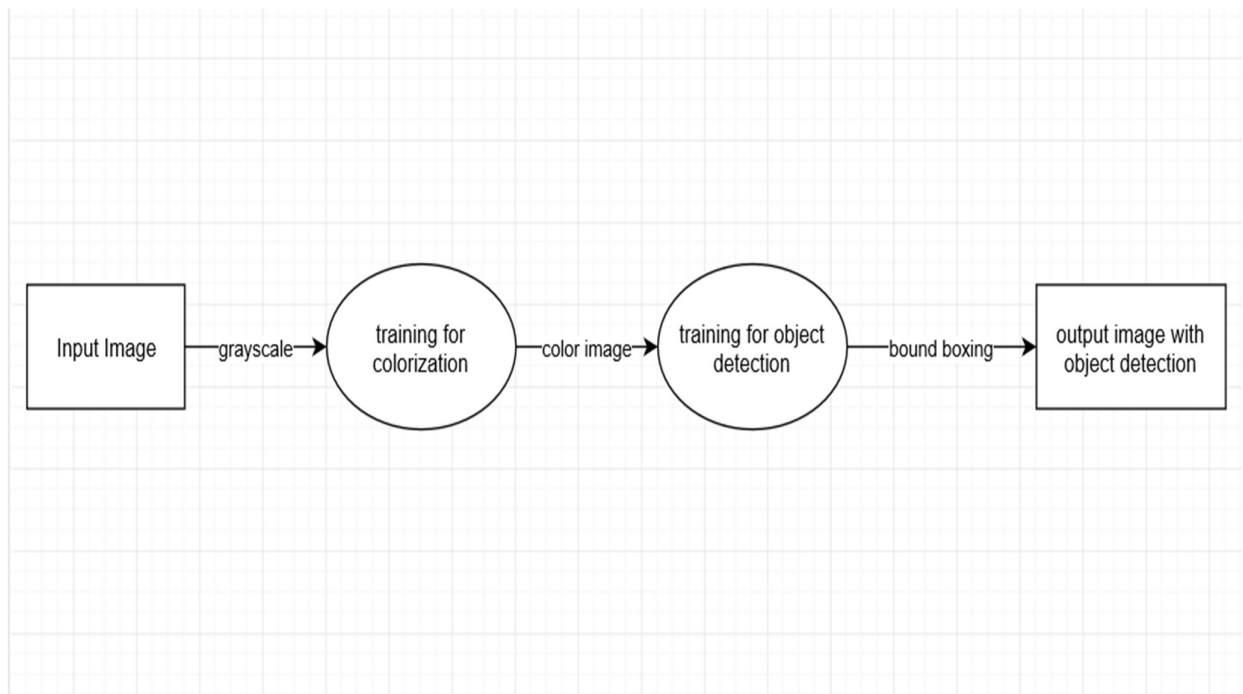 Input Image
grayscale
training for
colorization
color image
training for object
detection
bound boxing
output image with
object detection